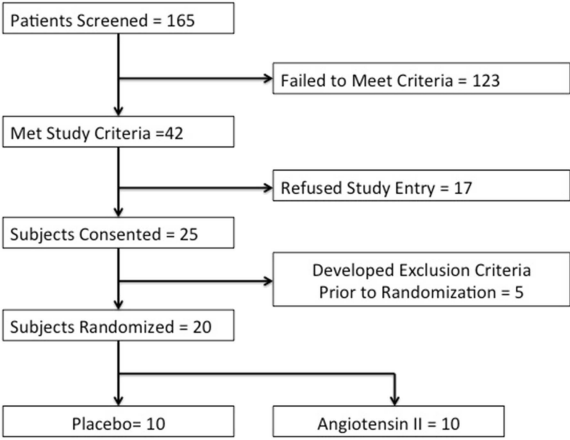 Patients Screened = 165
Failed to Meet Criteria = 123
Met Study Criteria =42
Refused Study Entry = 17
Subjects Consented = 25
Developed Exclusion Criteria
Prior to Randomization = 5
Subjects Randomized = 20
Placebo= 10
Angiotensin II = 10